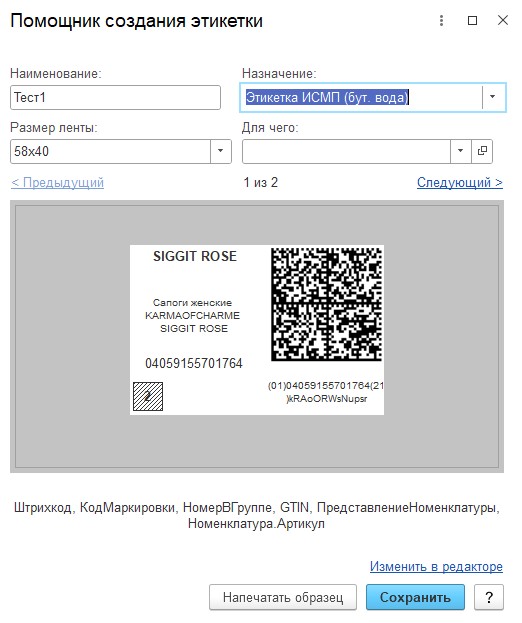 Помощник создания этикетки
Наименование:
Назначение:
Тест1
Этикетка ИСМП (бут. вода)
Размер ленты:
Для чего:
58x40
< Предыдущий
1 из 2
Следующий >
SIGGIT ROSE
Сапоги женские
KARMAOFCHARME
SIGGIT ROSE
04059155701764
2
(01)04059155701764(21
)kRAoORWsNupsr
Штрихкод, КодМаркировки, НомерВГруппе, GTIN, ПредставлениеНоменклатуры,
Номенклатура.Артикул
Изменить в редакторе
Напечатать образец
Сохранить
?